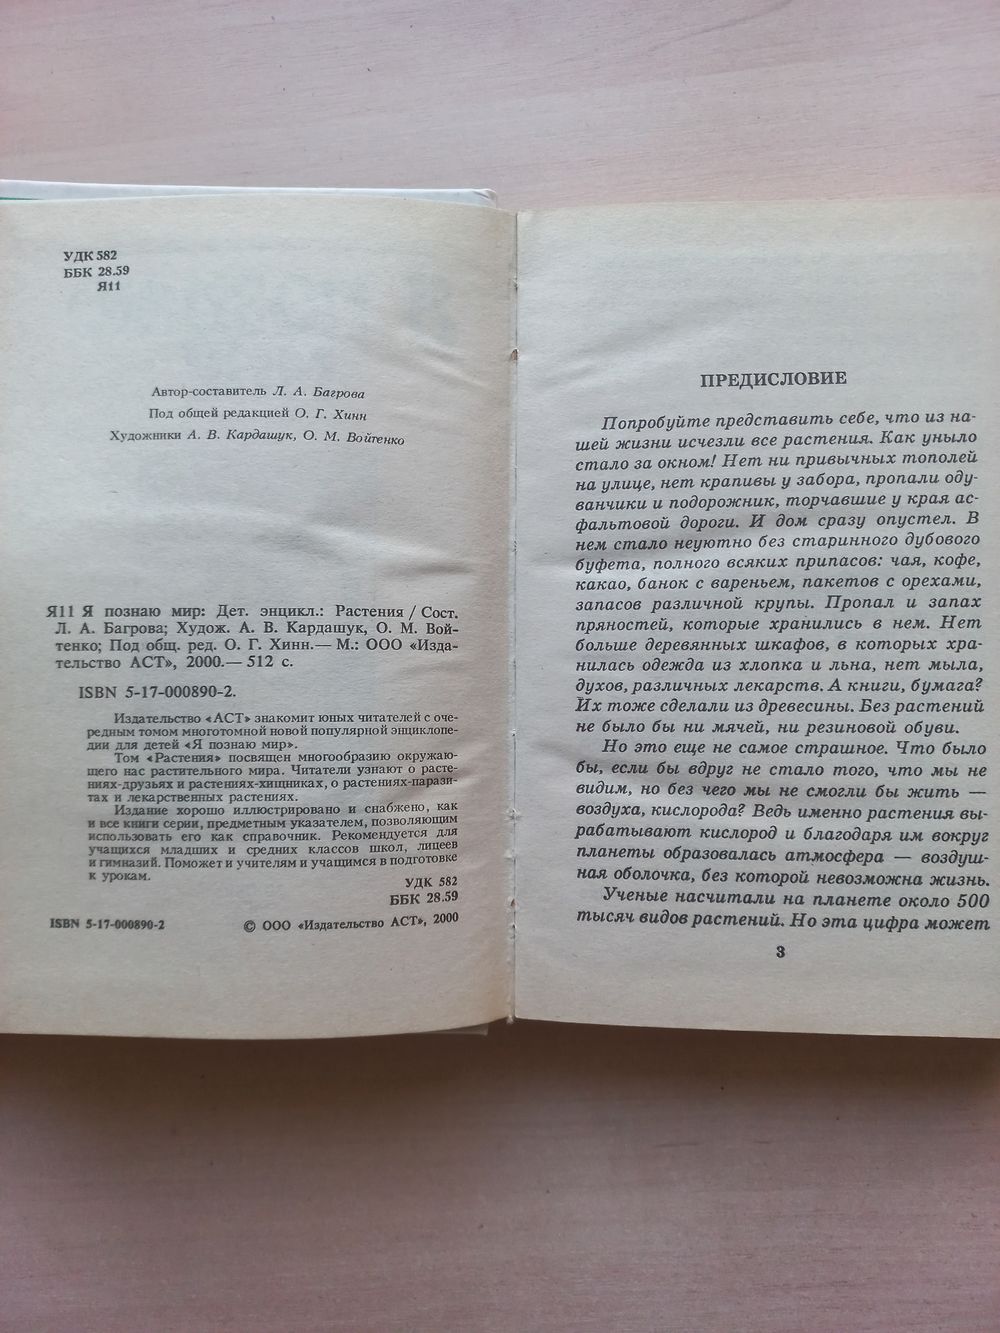 УДК 582
ББК 28.59
Я11
Автор-составитель Л. А. Багрова
Под общей редакцией О. Г. Хинн
Художники А. В. Кардашук, О. М. Войтенко
Я11 Я познаю мир: Дет. энцикл.: Растения / Сост.
Л. А. Багрова; Худож. А. В. Кардашук, О. М. Вой-
тенко; Под общ. ред. О. Г. Хинн.— М.: ООО «Изда-
тельство АСТ», 2000.— 512 с.
ISBN 5-17-000890-2.
Издательство «АСТ» знакомит юных читателей с оче-
редным томом многотомной новой популярной энциклопе-
дии для детей «Я познаю мир».
Том «Растения» посвящен многообразию окружаю-
щего нас растительного мира. Читатели узнают о расте-
ниях-друзьях и растениях-хищниках, о растениях-парази-
тах и лекарственных растениях.
Издание хорошо иллюстрировано и снабжено, как
и все книги серии, предметным указателем, позволяющим
использовать его как справочник. Рекомендуется для
учащихся младших и средних классов школ, лицеев
и гимназий. Поможет и учителям и учащимся в подготовке
к урокам.
УДК 582
ББК 28.59
ISBN 5-17-000890-2
© ООО «Издательство АСТ», 2000
ПРЕДИСЛОВИЕ
Попробуйте представить себе, что из на-
шей жизни исчезли все растения. Как уныло
стало за окном! Нет ни привычных тополей
на улице, нет крапивы у забора, пропали оду-
ванчики и подорожник, торчавшие у края ас-
фальтовой дороги. И дом сразу опустел. В
нем стало неуютно без старинного дубового
буфета, полного всяких припасов: чая, кофе,
какао, банок с вареньем, пакетов с орехами,
запасов различной крупы. Пропал и запах
пряностей, которые хранились в нем. Нет
больше деревянных шкафов, в которых хра-
нилась одежда из хлопка и льна, нет мыла,
духов, различных лекарств. А книги, бумага?
Их тоже сделали из древесины. Без растений
не было бы ни мячей, ни резиновой обуви.
Но это еще не самое страшное. Что было
бы, если бы вдруг не стало того, что мы не
видим, но без чего мы не смогли бы жить —
воздуха, кислорода? Ведь именно растения вы-
рабатывают кислород и благодаря им вокруг
планеты образовалась атмосфера — воздуш-
ная оболочка, без которой невозможна жизнь.
Ученые насчитали на планете около 500
тысяч видов растений. Но эта цифра может
3